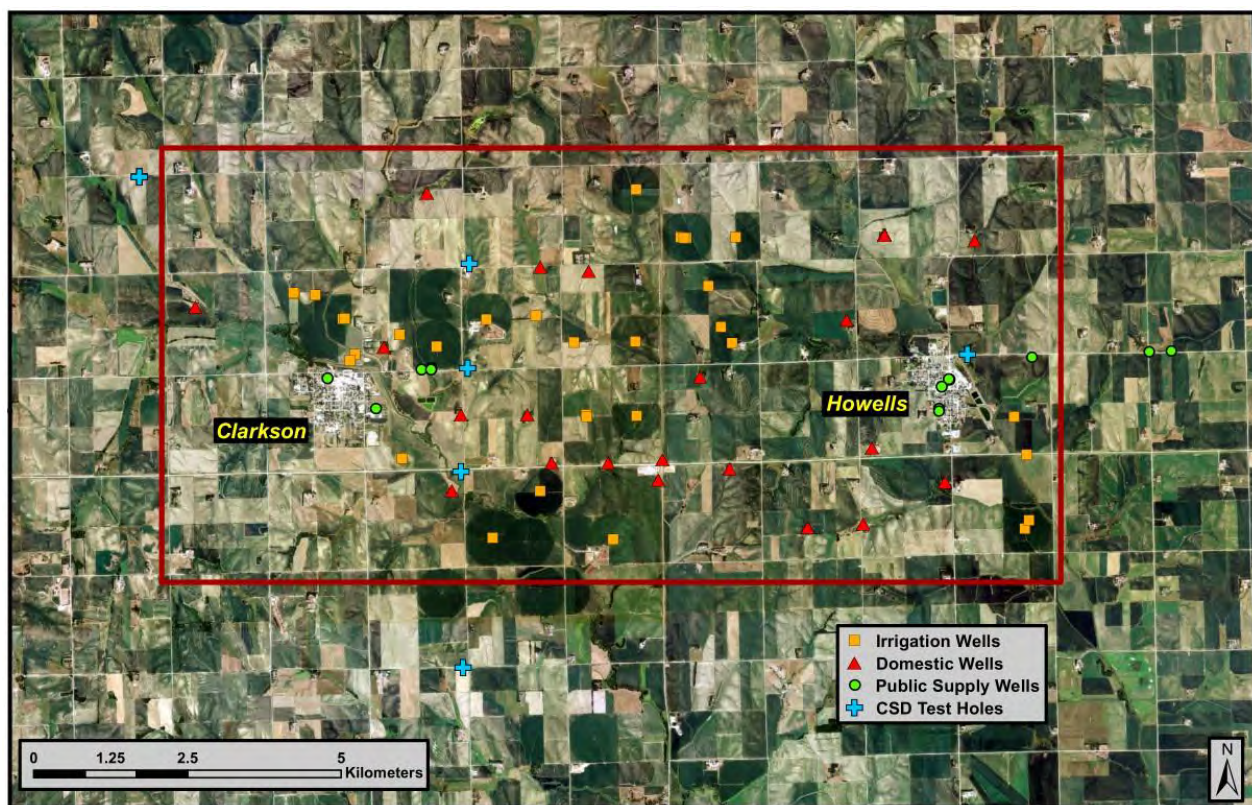 Clarkson
Howells
Irrigation Wells
Domestic Wells
Public Supply Wells
CSD Test Holes
0 1.25 2.5 5
Kilometers
N